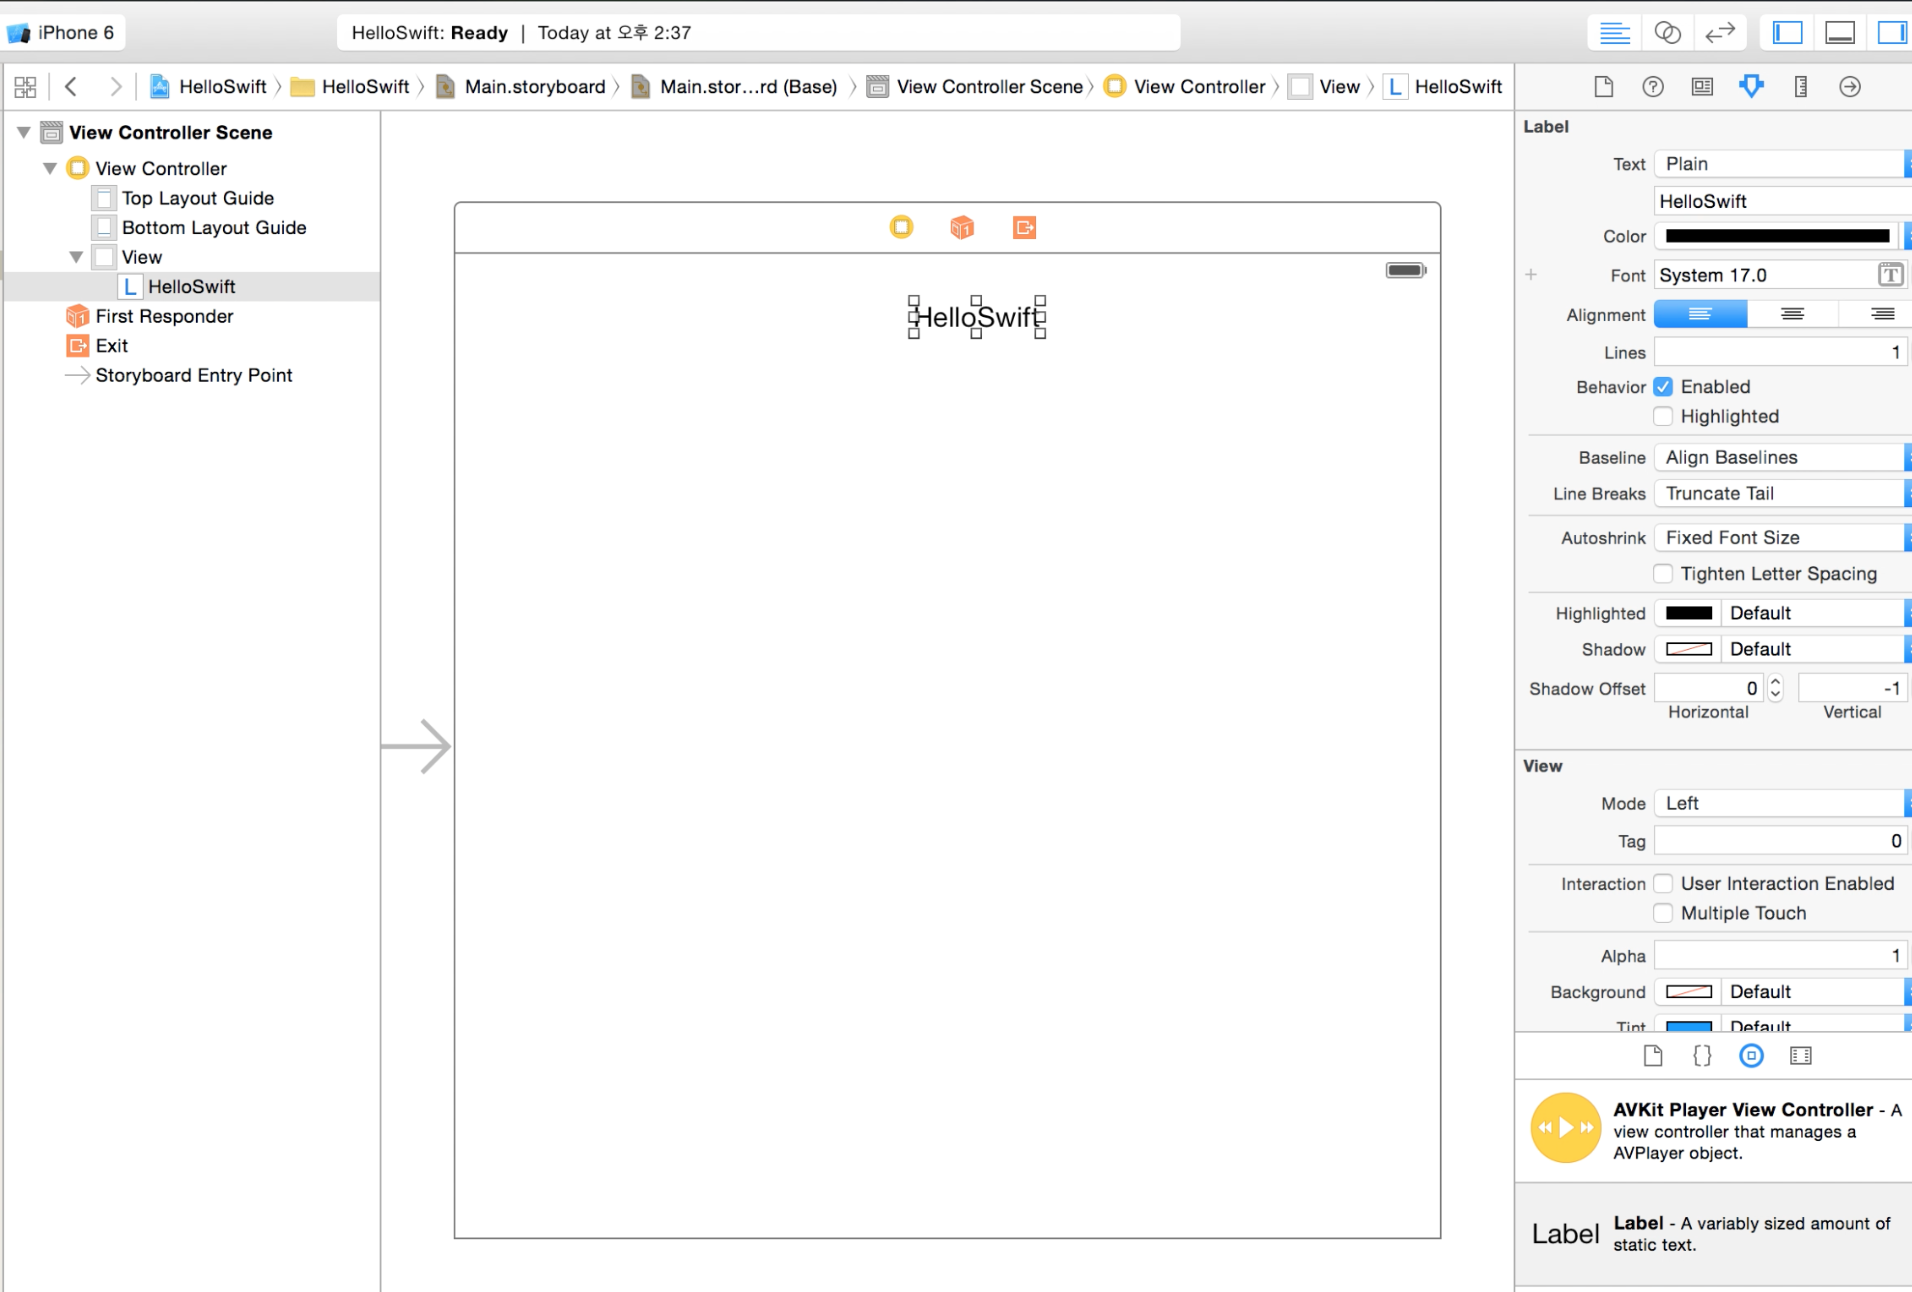 iPhone 6
HelloSwift: Ready | Today at 오후 2:37
HelloSwift 〉 HelloSwift 〉 Main.storyboard 〉 Main.stor...rd (Base) 〉 View Controller Scene 〉 View Controller 〉 View 〉 L HelloSwift
View Controller Scene
View Controller
Top Layout Guide
Bottom Layout Guide
View
L HelloSwift
First Responder
Exit
Storyboard Entry Point
HelloSwift
Label
Text Plain
HelloSwift
Color
+ Font System 17.0 T
Alignment
Lines 1
Behavior Enabled
Highlighted
Baseline Align Baselines
Line Breaks Truncate Tail
Autoshrink Fixed Font Size
Tighten Letter Spacing
Highlighted Default
Shadow Default
Shadow Offset 0 -1
Horizontal Vertical
View
Mode Left
Tag 0
Interaction User Interaction Enabled
Multiple Touch
Alpha 1
Background Default
Tint Default
{ }
AVKit Player View Controller - A
view controller that manages a
AVPlayer object.
Label
Label - A variably sized amount of
static text.